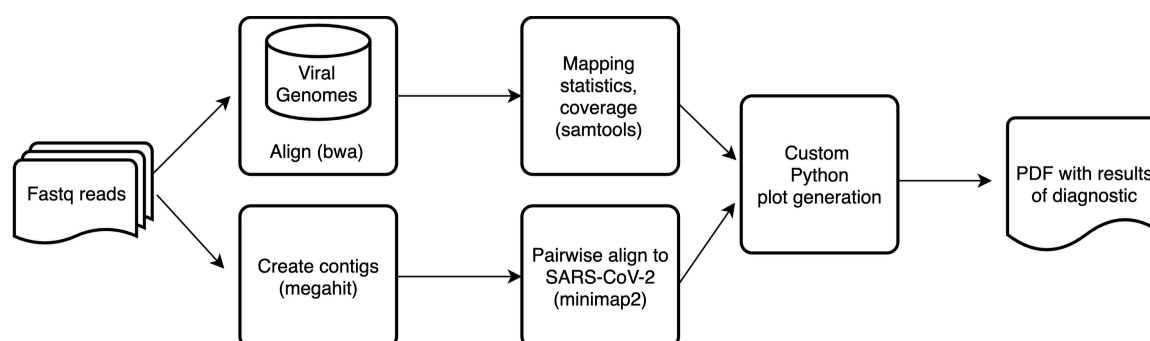 Fastq reads
Viral
Genomes
Align (bwa)
Mapping
statistics,
coverage
(samtools)
Create contigs
(megahit)
Pairwise align to
SARS-CoV-2
(minimap2)
Custom
Python
plot generation
PDF with results
of diagnostic